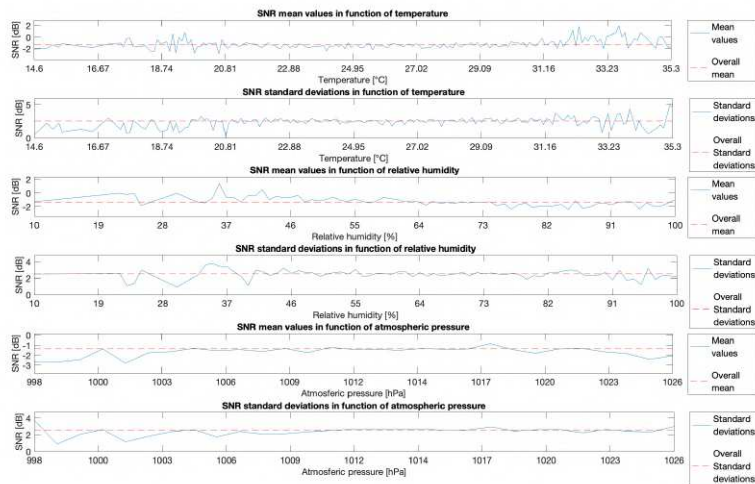 SNR mean values in function of temperature
SNR [dB]
2
0
-2
14.6 16.67 18.74 20.81 22.88 24.95 27.02 29.09 31.16 33.23 35.3
Temperature [°C]
Mean
values
Overall
mean
SNR standard deviations in function of temperature
SNR [dB]
5
0
14.6 16.67 18.74 20.81 22.88 24.95 27.02 29.09 31.16 33.23 35.3
Temperature [°C]
Standard
deviations
Overall
Standard
deviations
SNR mean values in function of relative humidity
SNR [dB]
2
0
-2
10 19 28 37 46 55 64 73 82 91 100
Relative humidity [%]
Mean
values
Overall
mean
SNR standard deviations in function of relative humidity
SNR [dB]
4
2
0
10 19 28 37 46 55 64 73 82 91 100
Relative humidity [%]
Standard
deviations
Overall
Standard
deviations
SNR mean values in function of atmospheric pressure
SNR [dB]
0
-1
-2
-3
998 1000 1003 1006 1009 1012 1014 1017 1020 1023 1026
Atmosferic pressure [hPa]
Mean
values
Overall
mean
SNR standard deviations in function of atmospheric pressure
SNR [dB]
4
2
0
998 1000 1003 1006 1009 1012 1014 1017 1020 1023 1026
Atmosferic pressure [hPa]
Standard
deviations
Overall
Standard
deviations